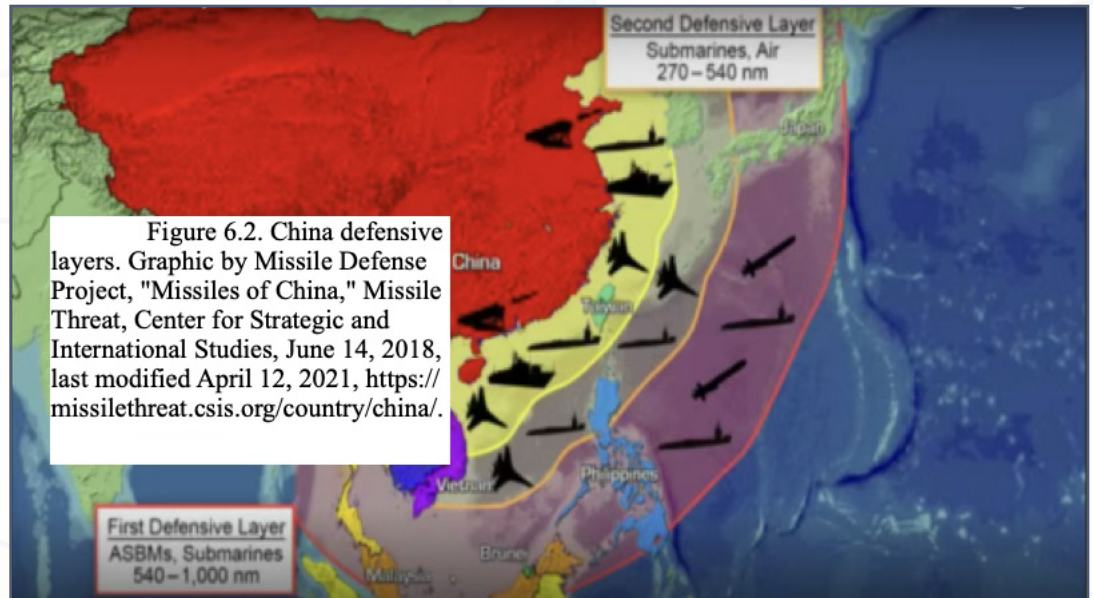 Second Defensive Layer
Submarines, Air
270–540 nm
Japan
Figure 6.2. China defensive
layers. Graphic by Missile Defense
Project, "Missiles of China," Missile
Threat, Center for Strategic and
International Studies, June 14, 2018,
last modified April 12, 2021, https://
missilethreat.csis.org/country/china/.
China
Taiwan
Philippines
Vietnam
First Defensive Layer
ASBMs, Submarines
540–1,000 nm
Brunei
Malaysia